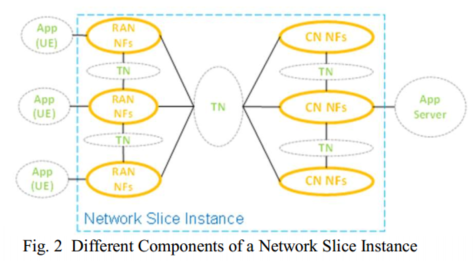 App
(UE)
RAN
NFs
TN
App
(UE)
RAN
NFs
TN
App
(UE)
RAN
NFs
TN
CN NFs
TN
CN NFs
TN
CN NFs
App
Server
Network Slice Instance
Fig. 2 Different Components of a Network Slice Instance